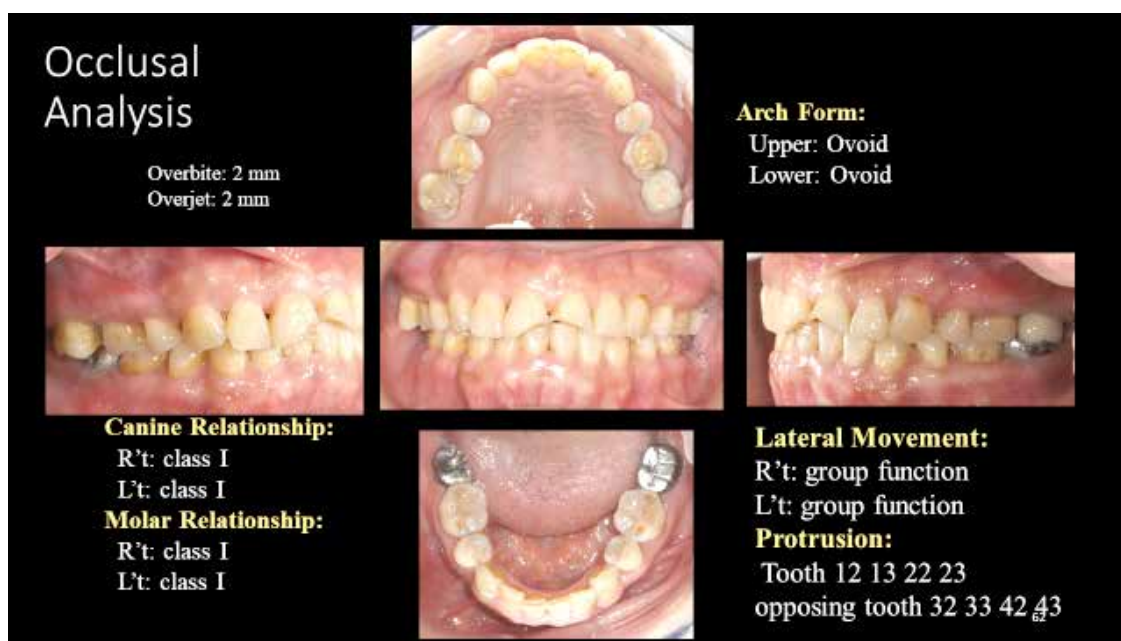 Occlusal
Analysis
Overbite: 2 mm
Overjet: 2 mm
Arch Form:
Upper: Ovoid
Lower: Ovoid
Canine Relationship:
R't: class I
L't: class I
Molar Relationship:
R't: class I
L't: class I
Lateral Movement:
R't: group function
L't: group function
Protrusion:
Tooth 12 13 22 23
opposing tooth 32 33 42 43
62